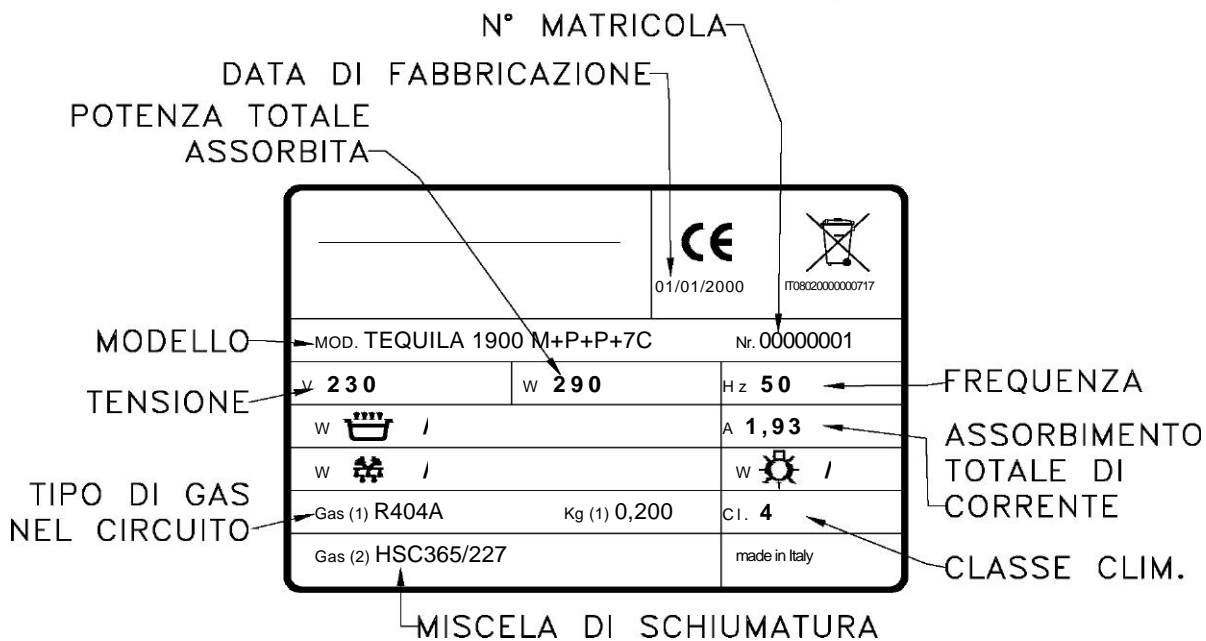 N° MATRICOLA
DATA DI FABBRICAZIONE
POTENZA TOTALE
ASSORBITA
CE
01/01/2000
IT08020000000717
MODELLO
MOD. TEQUILA 1900 M+P+P+7C
Nr. 00000001
TENSIONE
V 230
W 290
Hz 50
FREQUENZA
W /
A 1,93
ASSORBIMENTO
TOTALE DI
CORRENTE
W /
W /
TIPO DI GAS
NEL CIRCUITO
Gas (1) R404A
Kg (1) 0,200
Cl. 4
CLASSE CLIM.
Gas (2) HSC365/227
made in Italy
MISCELA DI SCHIUMATURA